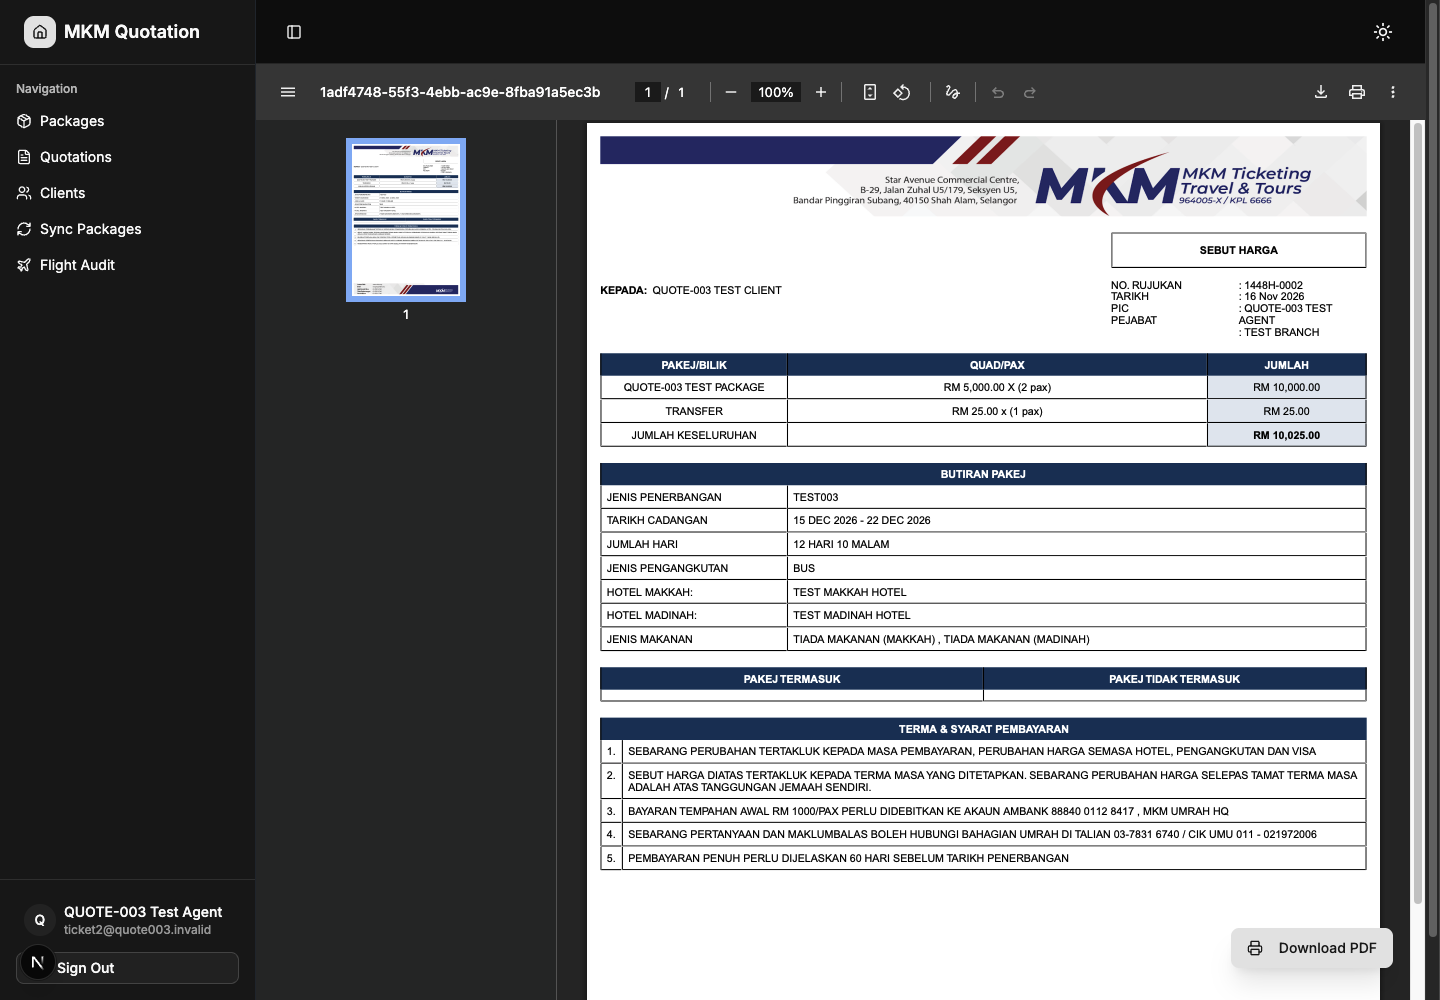 MKM Quotation
Navigation
Packages
Quotations
Clients
Sync Packages
Flight Audit
QUOTE-003 Test Agent
ticket2@quote003.invalid
Q
N
Sign Out
1adf4748-55f3-4ebb-ac9e-8fba91a5ec3b
1 / 1
100%
1
Star Avenue Commercial Centre,
B-29, Jalan Zuhal U5/179, Seksyen U5,
Bandar Pinggiran Subang, 40150 Shah Alam, Selangor
MKM
MKM Ticketing
Travel & Tours
964005-X / KPL 6666
SEBUT HARGA
KEPADA: QUOTE-003 TEST CLIENT
NO. RUJUKAN : 1448H-0002
TARIKH : 16 Nov 2026
PIC : QUOTE-003 TEST
PEJABAT AGENT
: TEST BRANCH
PAKEJ/BILIK QUAD/PAX JUMLAH
QUOTE-003 TEST PACKAGE RM 5,000.00 X (2 pax) RM 10,000.00
TRANSFER RM 25.00 x (1 pax) RM 25.00
JUMLAH KESELURUHAN RM 10,025.00
BUTIRAN PAKEJ
JENIS PENERBANGAN TEST003
TARIKH CADANGAN 15 DEC 2026 - 22 DEC 2026
JUMLAH HARI 12 HARI 10 MALAM
JENIS PENGANGKUTAN BUS
HOTEL MAKKAH: TEST MAKKAH HOTEL
HOTEL MADINAH: TEST MADINAH HOTEL
JENIS MAKANAN TIADA MAKANAN (MAKKAH) , TIADA MAKANAN (MADINAH)
PAKEJ TERMASUK PAKEJ TIDAK TERMASUK
TERMA & SYARAT PEMBAYARAN
1. SEBARANG PERUBAHAN TERTAKLUK KEPADA MASA PEMBAYARAN, PERUBAHAN HARGA SEMASA HOTEL, PENGANGKUTAN DAN VISA
2. SEBUT HARGA DIATAS TERTAKLUK KEPADA TERMA MASA YANG DITETAPKAN. SEBARANG PERUBAHAN HARGA SELEPAS TAMAT TERMA MASA
ADALAH ATAS TANGGUNGAN JEMAAH SENDIRI.
3. BAYARAN TEMPAHAN AWAL RM 1000/PAX PERLU DIDEBITKAN KE AKAUN AMBANK 88840 0112 8417 , MKM UMRAH HQ
4. SEBARANG PERTANYAAN DAN MAKLUMBALAS BOLEH HUBUNGI BAHAGIAN UMRAH DI TALIAN 03-7831 6740 / CIK UMU 011 - 021972006
5. PEMBAYARAN PENUH PERLU DIJELASKAN 60 HARI SEBELUM TARIKH PENERBANGAN
Download PDF